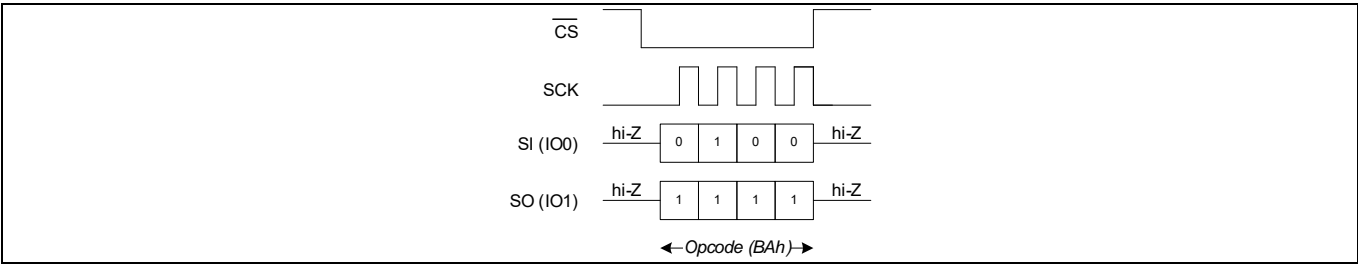 CS
SCK
SI (IO0) hi-Z 0 1 0 0 hi-Z
SO (IO1) hi-Z 1 1 1 1 hi-Z
Opcode (BAh)